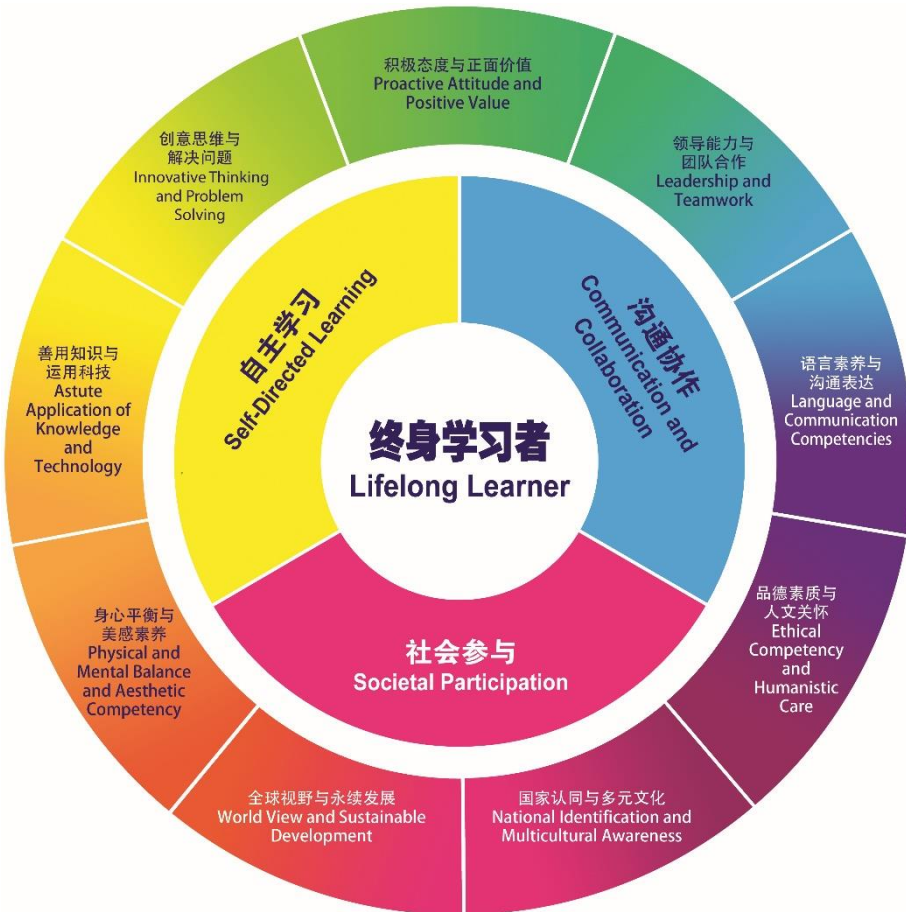 积极态度与正面价值
Proactive Attitude and
Positive Value
领导能力与
团队合作
Leadership and
Teamwork
语言素养与
沟通表达
Language and
Communication
Competencies
品德素质与
人文关怀
Ethical
Competency
and
Humanistic
Care
国家认同与多元文化
National Identification and
Multicultural Awareness
全球视野与永续发展
World View and Sustainable
Development
身心平衡与
美感素养
Physical and
Mental Balance
and Aesthetic
Competency
善用知识与
运用科技
Astute
Application of
Knowledge
and
Technology
创意思维与
解决问题
Innovative Thinking
and Problem
Solving
自主学习
Self-Directed Learning
沟通协作
Communication and
Collaboration
社会参与
Societal Participation
终身学习者
Lifelong Learner